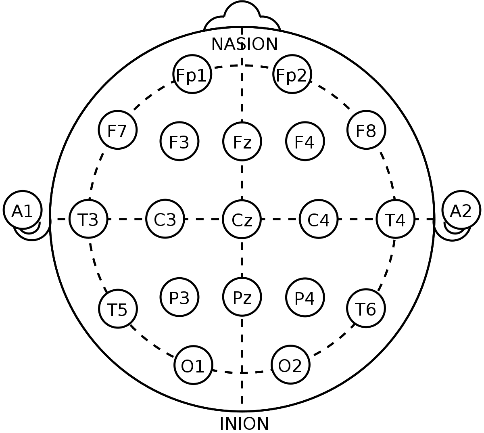 NASION
Fp1 Fp2
F7 F3 Fz F4 F8
A1 T3 C3 Cz C4 T4 A2
T5 P3 Pz P4 T6
O1 O2
INION